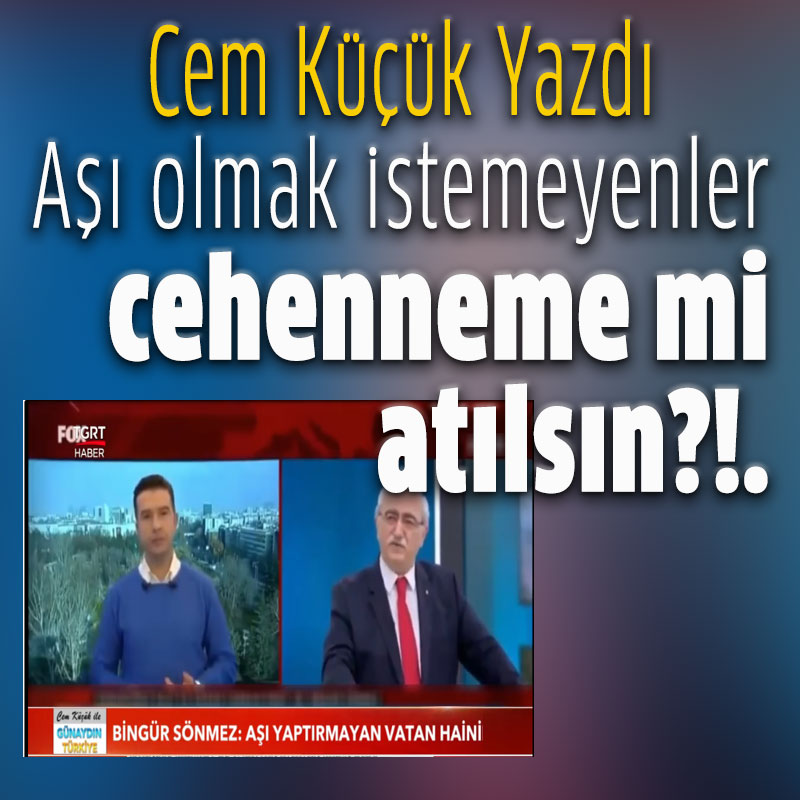 Cem Küçük Yazdı
Aşı olmak istemeyenler
cehenneme mi
atılsın?!.
FOX TGRT
HABER
Cem Küçük ile
GÜNAYDIN
TÜRKİYE
BİNGÜR SÖNMEZ: AŞI YAPTIRMAYAN VATAN HAİNİ